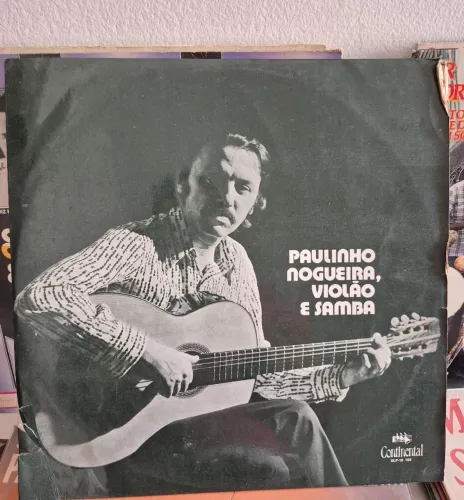 PAULINHO
NOGUEIRA,
VIOLÃO
E SAMBA
Continental